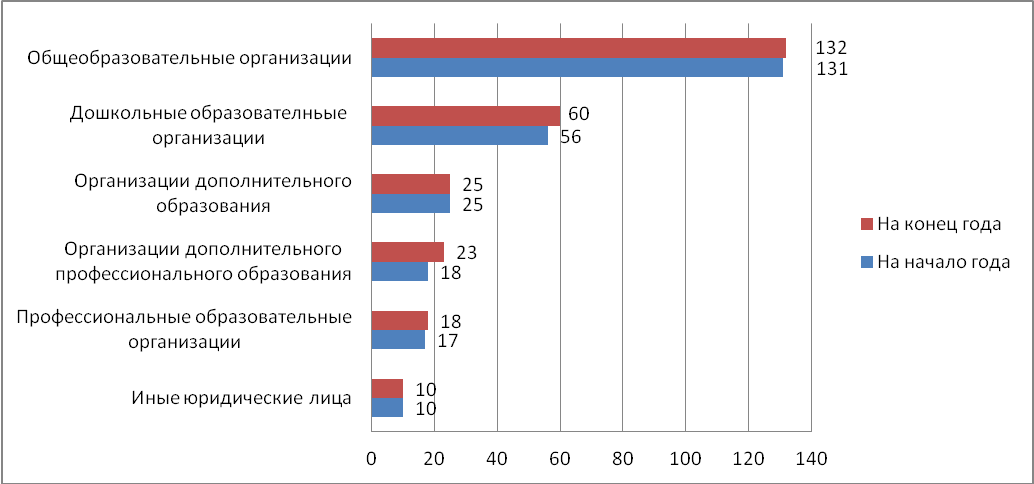 Общеобразовательные организации
132
131
Дошкольные образователньые
организации
60
56
Организации дополнительного
образования
25
25
Организации дополнительного
профессионального образования
23
18
Профессиональные образовательные
организации
18
17
Иные юридические лица
10
10
На конец года
На начало года
0 20 40 60 80 100 120 140